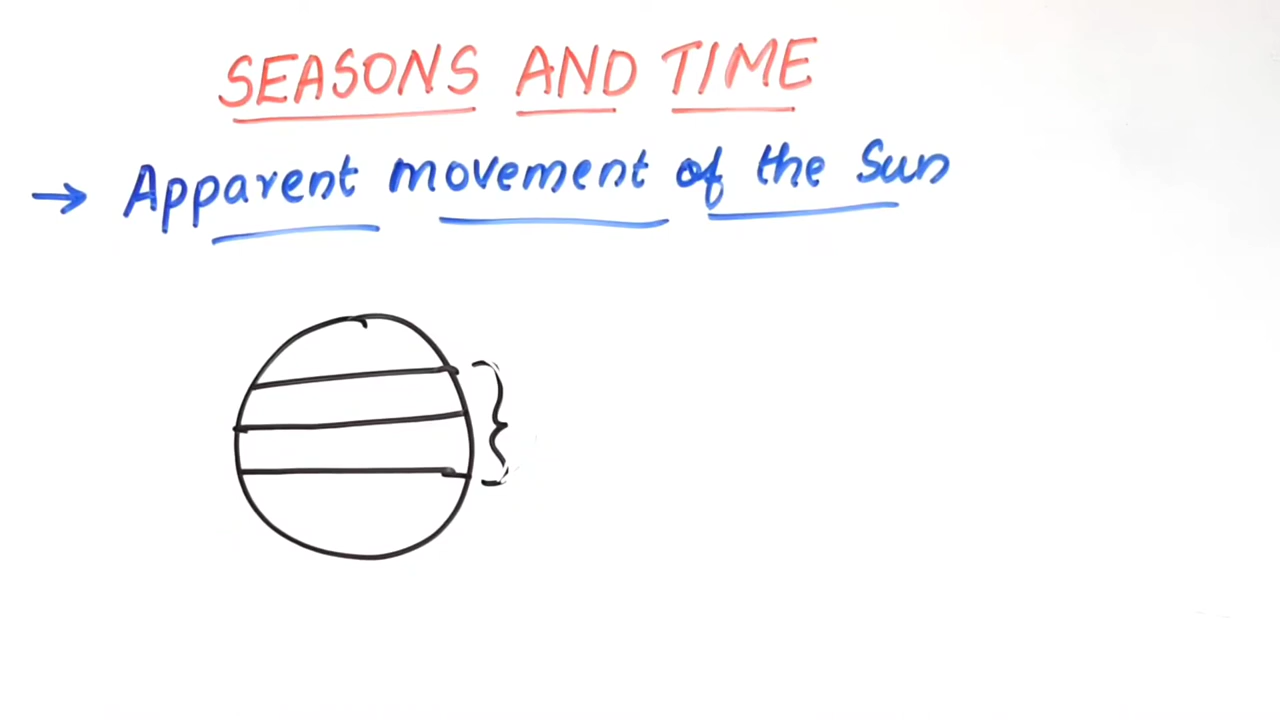 SEASONS AND TIME
→ Apparent movement of the Sun